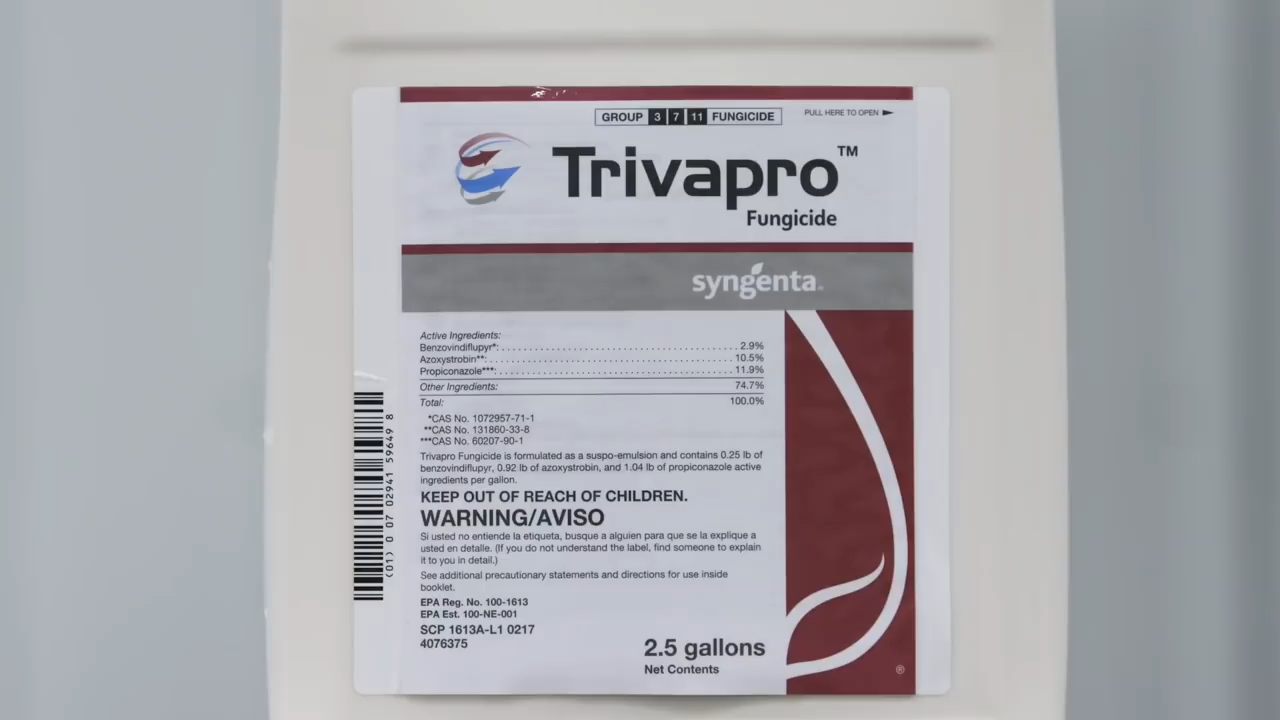 GROUP 3 7 11 FUNGICIDE
PULL HERE TO OPEN
Trivapro™
Fungicide
syngenta®
Active Ingredients:
Benzovindiflupyr*: 2.9%
Azoxystrobin**: 10.5%
Propiconazole***: 11.9%
Other Ingredients: 74.7%
Total: 100.0%
*CAS No. 1072957-71-1
**CAS No. 131860-33-8
***CAS No. 60207-90-1
Trivapro Fungicide is formulated as a suspo-emulsion and contains 0.25 lb of
benzovindiflupyr, 0.92 lb of azoxystrobin, and 1.04 lb of propiconazole active
ingredients per gallon.
KEEP OUT OF REACH OF CHILDREN.
WARNING/AVISO
Si usted no entiende la etiqueta, busque a alguien para que se la explique a
usted en detalle. (If you do not understand the label, find someone to explain
it to you in detail.)
See additional precautionary statements and directions for use inside
booklet.
EPA Reg. No. 100-1613
EPA Est. 100-NE-001
SCP 1613A-L1 0217
4076375
2.5 gallons
Net Contents
®
(01) 0 07 02941 59649 8